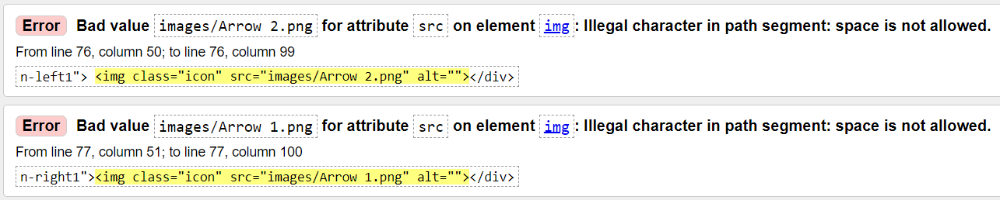 Error Bad value images/Arrow 2.png for attribute src on element img: Illegal character in path segment: space is not allowed.
From line 76, column 50; to line 76, column 99
n-left1"> <img class="icon" src="images/Arrow 2.png" alt=""></div>
Error Bad value images/Arrow 1.png for attribute src on element img: Illegal character in path segment: space is not allowed.
From line 77, column 51; to line 77, column 100
n-right1"><img class="icon" src="images/Arrow 1.png" alt=""></div>